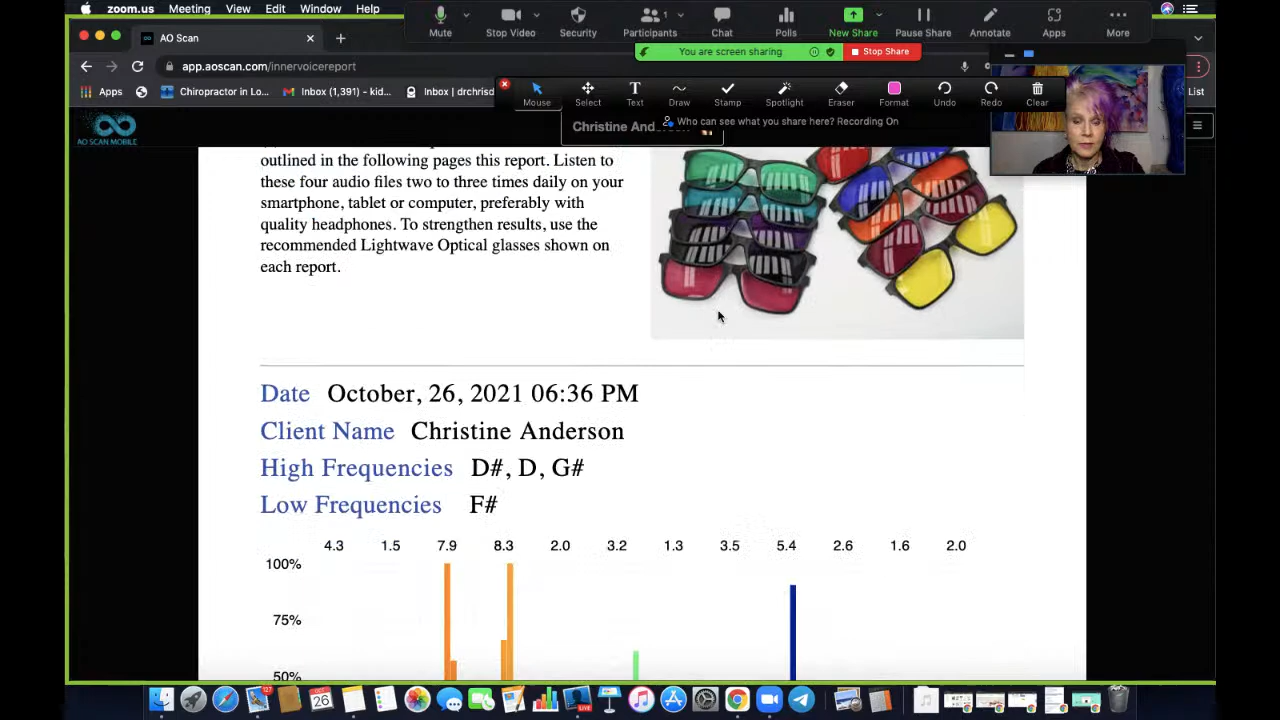 zoom.us Meeting View Edit Window Help
Mute Stop Video Security Participants 1 Chat Polls New Share Pause Share Annotate Apps More
AO Scan
You are screen sharing Stop Share
app.aoscan.com/innervoicereport
Apps Chiropractor in Lo... Inbox (1,391) - kid... Inbox | drchrisd... List
Mouse Select Text Draw Stamp Spotlight Eraser Format Undo Redo Clear
Who can see what you share here? Recording On
Christine And
AO SCAN MOBILE
outlined in the following pages this report. Listen to
these four audio files two to three times daily on your
smartphone, tablet or computer, preferably with
quality headphones. To strengthen results, use the
recommended Lightwave Optical glasses shown on
each report.
Date October, 26, 2021 06:36 PM
Client Name Christine Anderson
High Frequencies D#, D, G#
Low Frequencies F#
4.3 1.5 7.9 8.3 2.0 3.2 1.3 3.5 5.4 2.6 1.6 2.0
100%
75%
50%